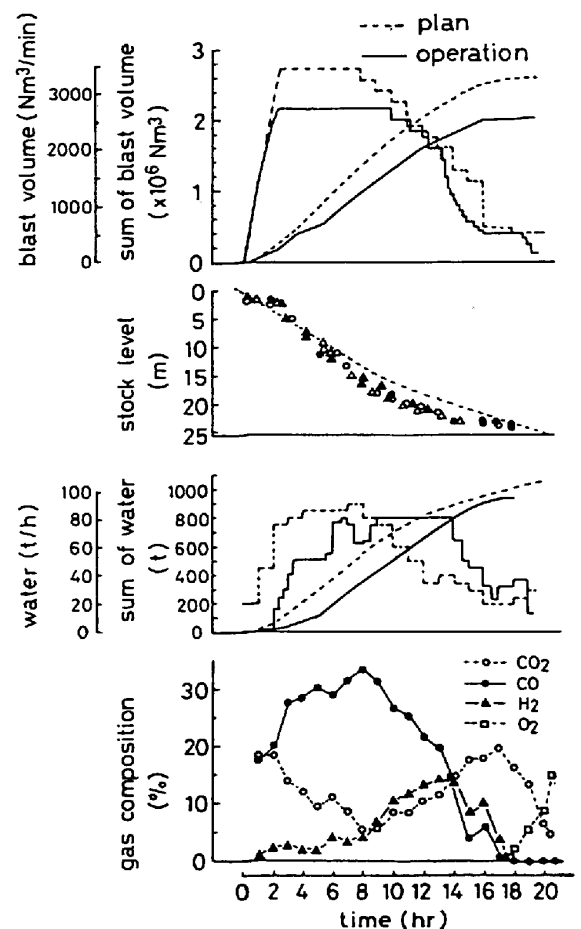 plan
operation
blast volume (Nm³/min)
3000
2000
1000
0
sum of blast volume
(x10⁶ Nm³)
3
2
1
0
stock level
(m)
0
5
10
15
20
25
water (t/h)
100
80
60
40
20
0
sum of water
(t)
1000
800
600
400
200
0
CO₂
CO
H₂
O₂
gas composition
(%)
30
20
10
0
0 2 4 6 8 10 12 14 16 18 20
time (hr)